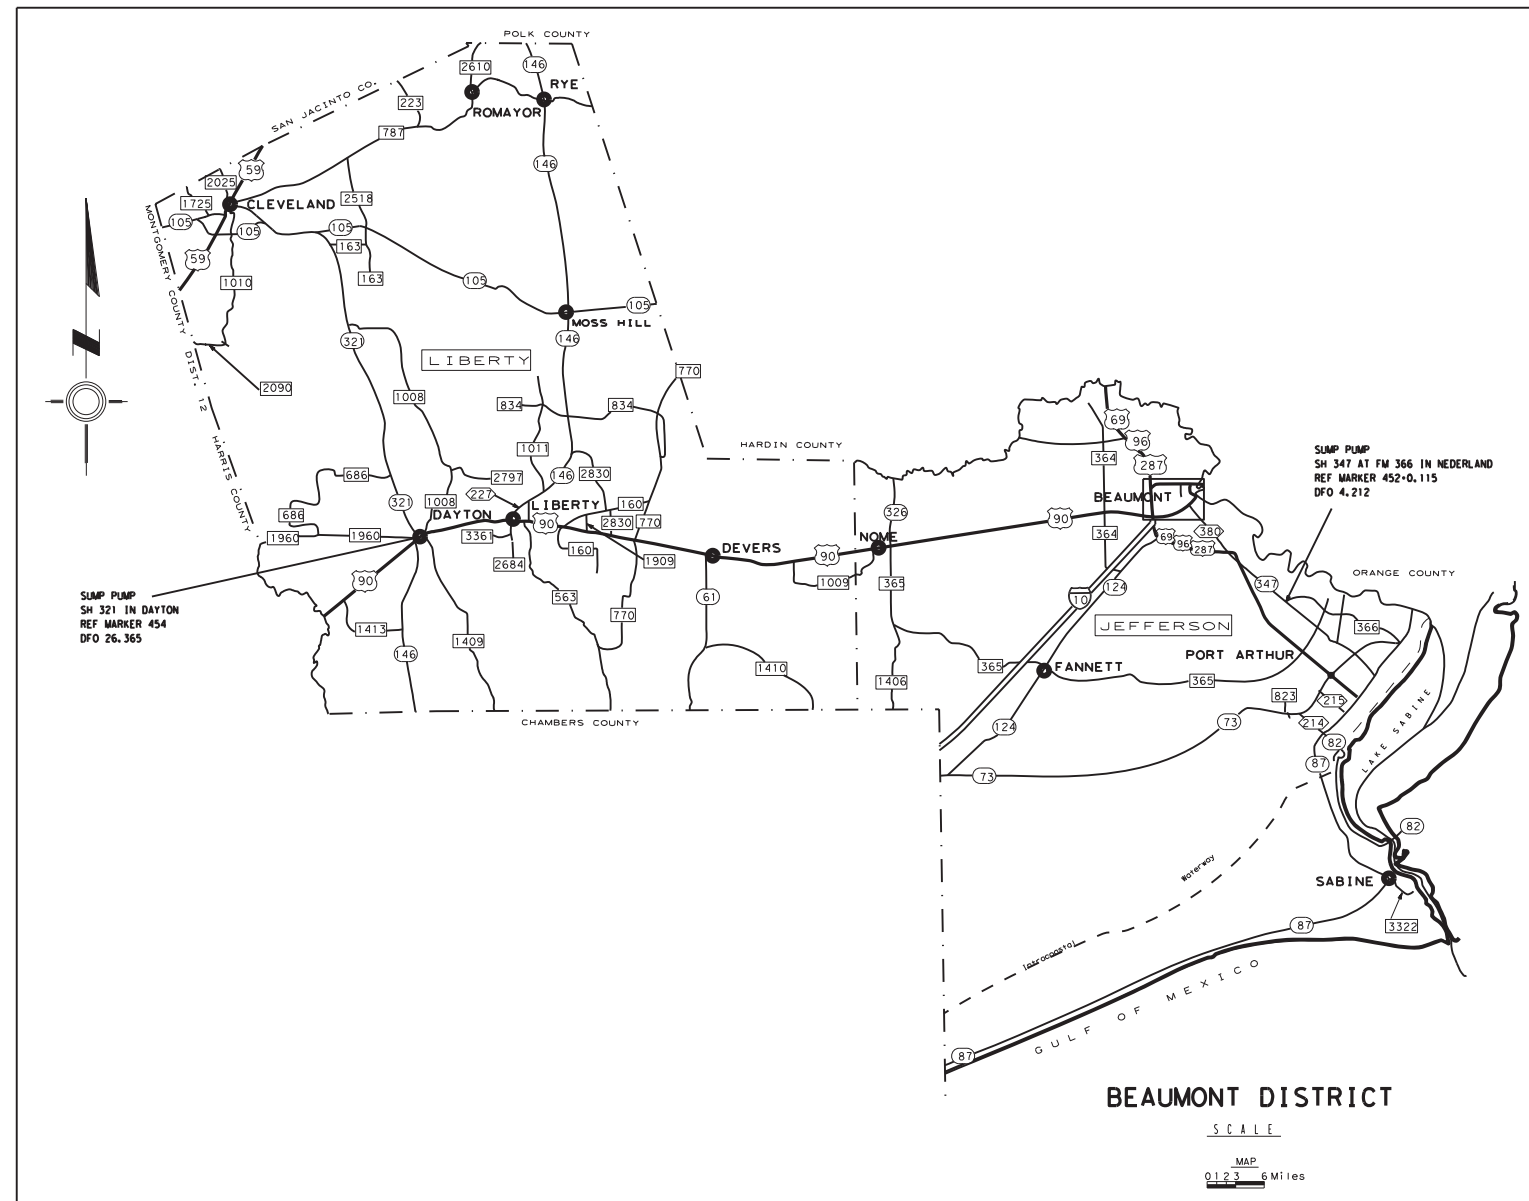 POLK COUNTY
SAN JACINTO CO.
2610
146
RYE
ROMAYOR
223
787
146
59
2025
1725
CLEVELAND
2518
105
105
105
163
163
59
1010
105
105
MOSS HILL
146
MONTGOMERY COUNTY DIST. 12 HARRIS COUNTY
321
LIBERTY
2090
1008
770
834
834
1011
HARDIN COUNTY
69
96
364
287
SUMP PUMP
SH 347 AT FM 366 IN NEDERLAND
REF MARKER 452+0.115
DFO 4.212
686
2797
146
2830
227
BEAUMONT
321
1008
LIBERTY
160
326
686
DAYTON
90
2830
770
90
1960
1960
3361
NOME
364
380
69
96
287
160
DEVERS
90
2684
1909
90
1009
365
124
347
ORANGE COUNTY
SUMP PUMP
SH 321 IN DAYTON
REF MARKER 454
DFO 26.365
563
61
10
770
1413
1409
146
JEFFERSON
366
PORT ARTHUR
1410
365
FANNETT
1406
365
823
215
CHAMBERS COUNTY
124
73
214
82
87
LAKE SABINE
73
82
Waterway
SABINE
87
3322
Intracoastal
GULF OF MEXICO
87
BEAUMONT DISTRICT
SCALE
MAP
0 1 2 3 6 Miles